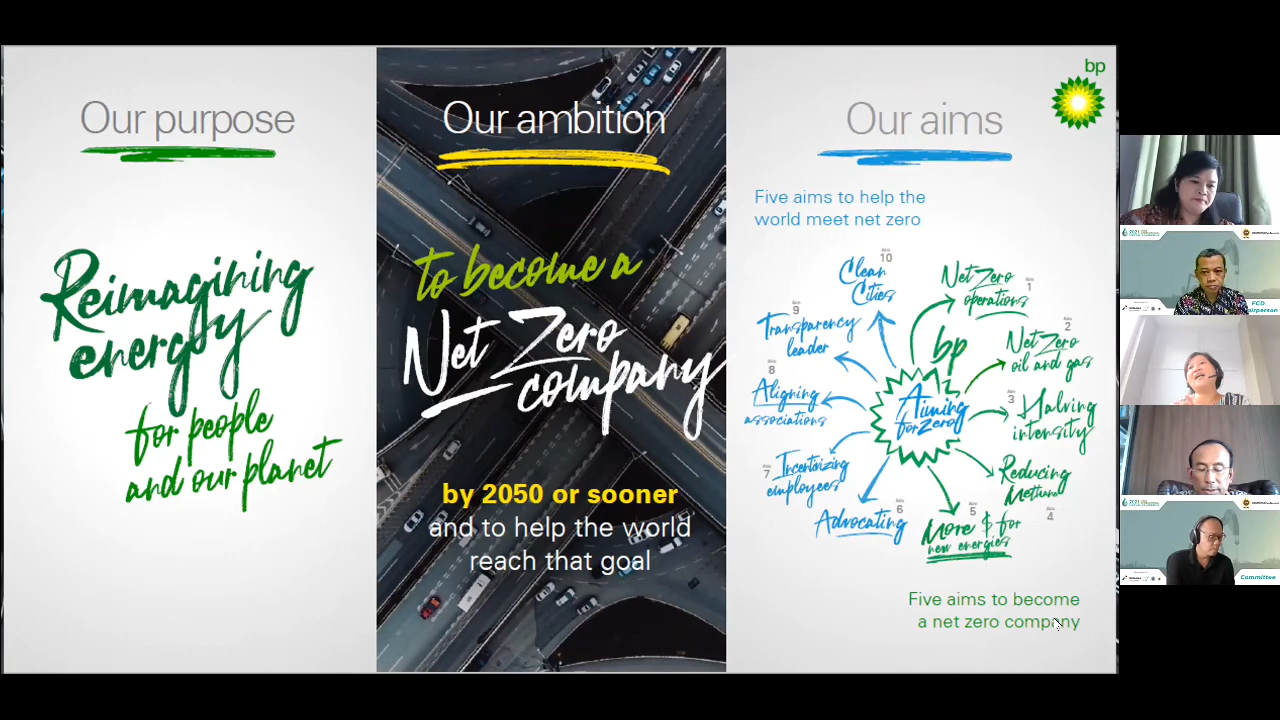 Our purpose
Reimagining
energy
for people
and our planet
Our ambition
to become a
Net Zero
company
by 2050 or sooner
and to help the world
reach that goal
bp
Our aims
Five aims to help the
world meet net zero
Aim
10
Clean
Cities
Net Zero
operations
Aim
1
Aim
9
Transparency
leader
bp
Aim
2
Net Zero
oil and gas
Aim
8
Aligning
associations
Aiming
for Zero
Aim
3
Halving
intensity
Aim
7
Incentivizing
employees
Reducing
Methane
Aim
4
Aim
6
Advocating
Aim
5
More $ for
new energies
Five aims to become
a net zero company
FCD
airperson
Committee